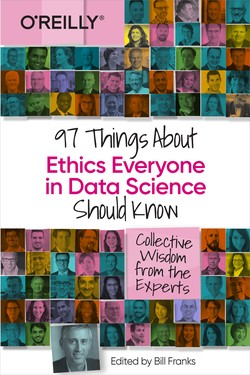 O'REILLY®
97 Things About
Ethics Everyone
in Data Science
Should Know
Collective
Wisdom
from the
Experts
Edited by Bill Franks